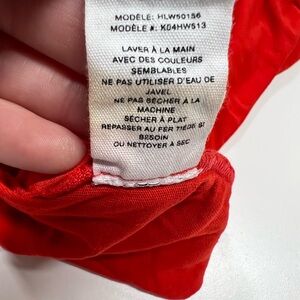 MODÈLE: HLW50156
MODÈLE #: K04HW513
LAVER À LA MAIN
AVEC DES COULEURS
SEMBLABLES
NE PAS UTILISER D'EAU DE
JAVEL
NE PAS SÉCHER À LA
MACHINE
SÉCHER À PLAT
REPASSER AU FER TIÈDE SI
BESOIN
OU NETTOYER À SEC